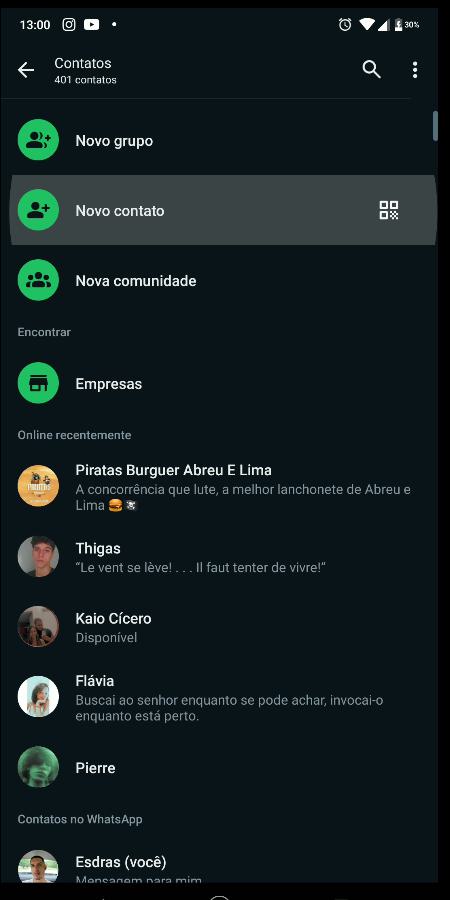 13:00
30%
Contatos
401 contatos
Novo grupo
Novo contato
Nova comunidade
Encontrar
Empresas
Online recentemente
Piratas Burguer Abreu E Lima
A concorrência que lute, a melhor lanchonete de Abreu e
Lima 🍔🏴‍☠️
Thigas
“Le vent se lève! . . . Il faut tenter de vivre!“
Kaio Cícero
Disponível
Flávia
Buscai ao senhor enquanto se pode achar, invocai-o
enquanto está perto.
Pierre
Contatos no WhatsApp
Esdras (você)
Mensagem para mim